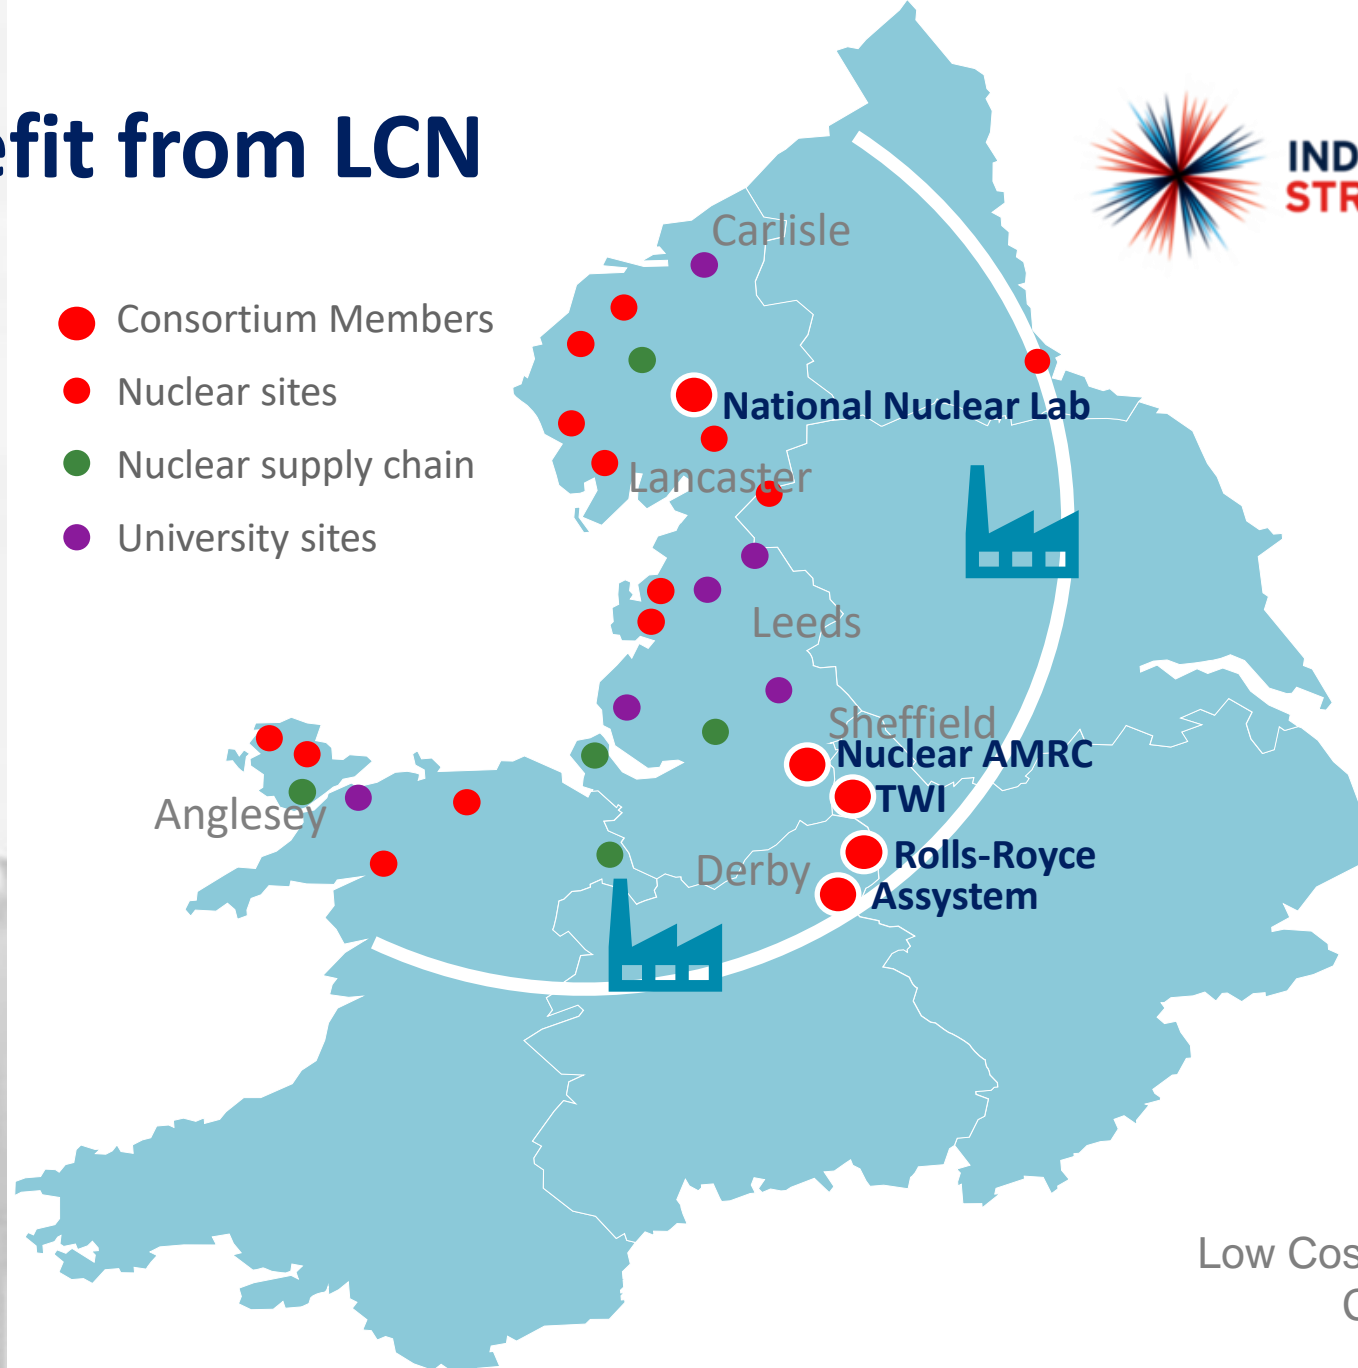 efit from LCN
IND
STR
Carlisle
Consortium Members
Nuclear sites
Nuclear supply chain
University sites
National Nuclear Lab
Lancaster
Leeds
Sheffield
Nuclear AMRC
TWI
Anglesey
Derby
Rolls-Royce
Assystem
Low Cos
C